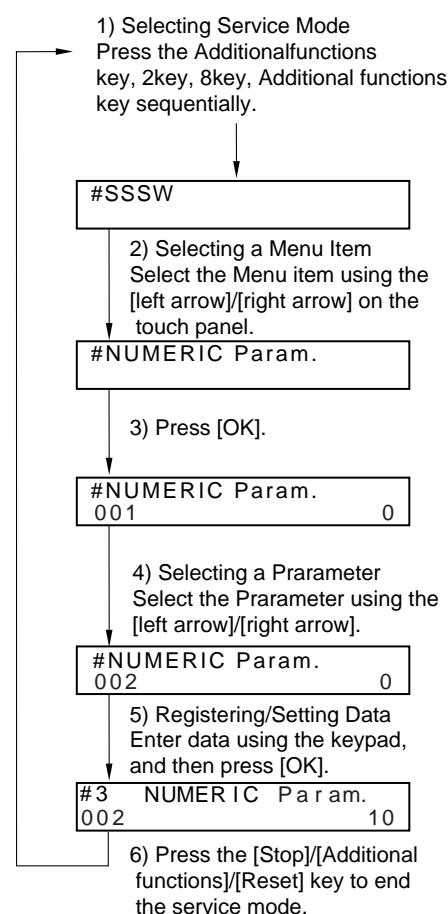 1) Selecting Service Mode
Press the Additionalfunctions
key, 2key, 8key, Additional functions
key sequentially.
#SSSW
2) Selecting a Menu Item
Select the Menu item using the
[left arrow]/[right arrow] on the
touch panel.
#NUMERIC Param.
3) Press [OK].
#NUMERIC Param.
001 0
4) Selecting a Prarameter
Select the Prarameter using the
[left arrow]/[right arrow].
#NUMERIC Param.
002 0
5) Registering/Setting Data
Enter data using the keypad,
and then press [OK].
#3 NUMERIC Param.
002 10
6) Press the [Stop]/[Additional
functions]/[Reset] key to end
the service mode.